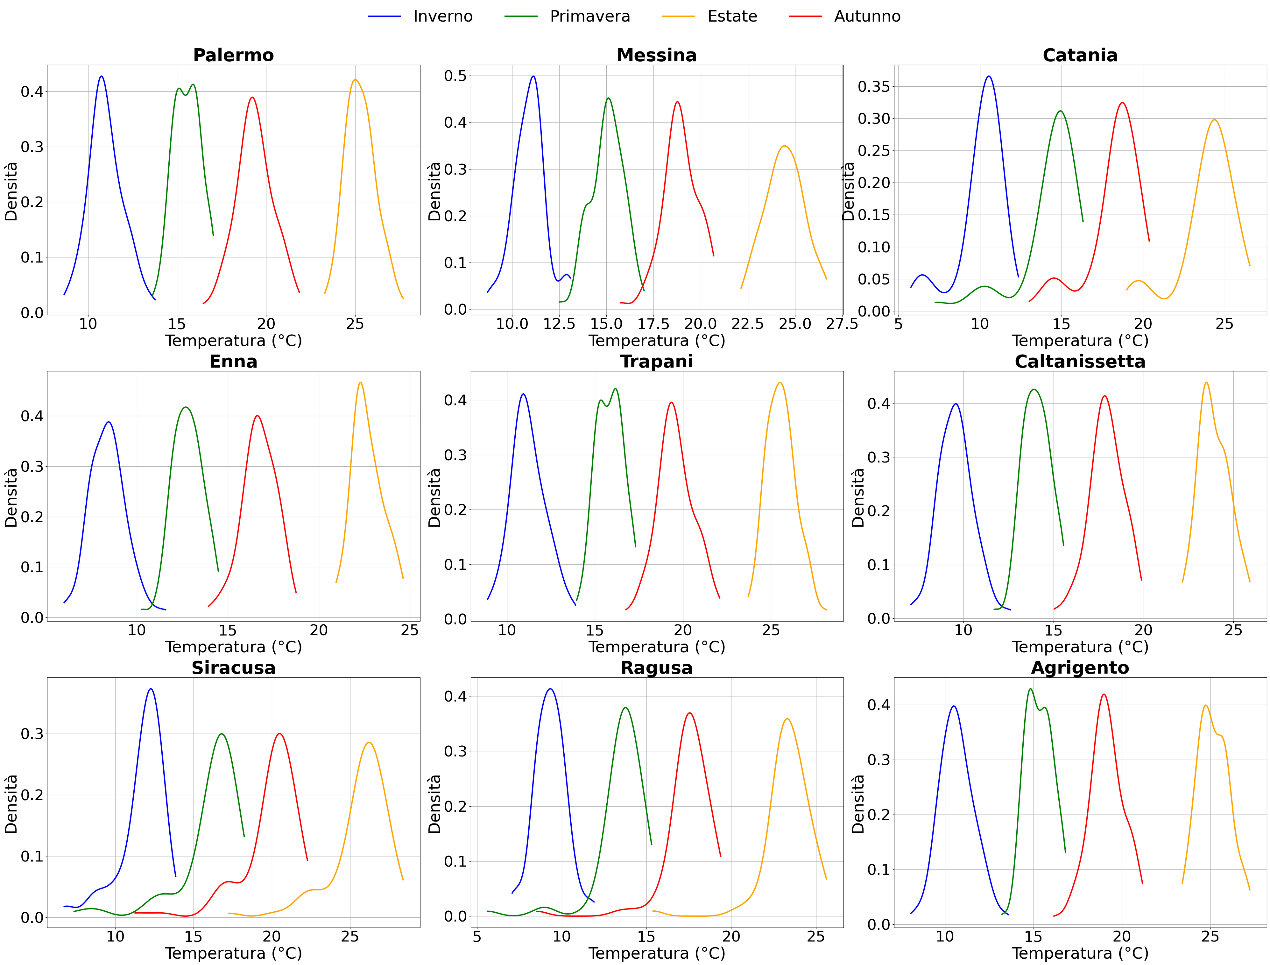 Inverno Primavera Estate Autunno
Palermo
Densità
0.4
0.3
0.2
0.1
0.0
10 15 20 25
Temperatura (°C)
Messina
Densità
0.5
0.4
0.3
0.2
0.1
0.0
10.0 12.5 15.0 17.5 20.0 22.5 25.0 27.5
Temperatura (°C)
Catania
Densità
0.35
0.30
0.25
0.20
0.15
0.10
0.05
0.00
5 10 15 20 25
Temperatura (°C)
Enna
Densità
0.4
0.3
0.2
0.1
0.0
10 15 20 25
Temperatura (°C)
Trapani
Densità
0.4
0.3
0.2
0.1
0.0
10 15 20 25
Temperatura (°C)
Caltanissetta
Densità
0.4
0.3
0.2
0.1
0.0
10 15 20 25
Temperatura (°C)
Siracusa
Densità
0.3
0.2
0.1
0.0
10 15 20 25
Temperatura (°C)
Ragusa
Densità
0.4
0.3
0.2
0.1
0.0
5 10 15 20 25
Temperatura (°C)
Agrigento
Densità
0.4
0.3
0.2
0.1
0.0
10 15 20 25
Temperatura (°C)